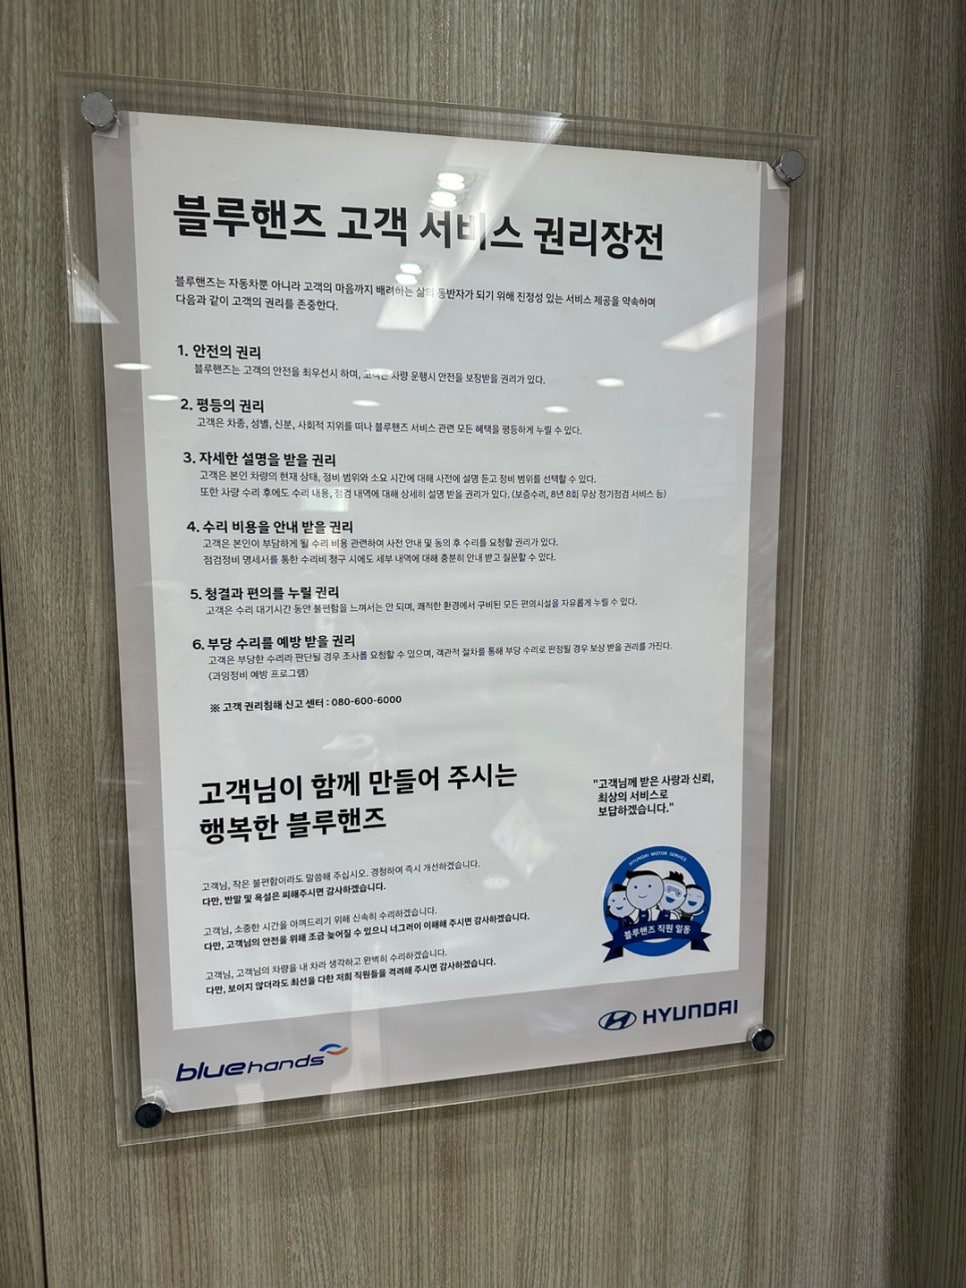 블루핸즈 고객 서비스 권리장전
블루핸즈는 자동차뿐 아니라 고객의 마음까지 배려하는 삶의 동반자가 되기 위해 진정성 있는 서비스 제공을 약속하며
다음과 같이 고객의 권리를 존중한다.
1. 안전의 권리
블루핸즈는 고객의 안전을 최우선시 하며, 고객은 차량 운행시 안전을 보장받을 권리가 있다.
2. 평등의 권리
고객은 차종, 성별, 신분, 사회적 지위를 떠나 블루핸즈 서비스 관련 모든 혜택을 평등하게 누릴 수 있다.
3. 자세한 설명을 받을 권리
고객은 본인 차량의 현재 상태, 정비 범위와 소요 시간에 대해 사전에 설명 듣고 정비 범위를 선택할 수 있다.
또한 차량 수리 후에도 수리 내용, 점검 내역에 대해 상세히 설명 받을 권리가 있다. (보증수리, 8년 8회 무상 정기점검 서비스 등)
4. 수리 비용을 안내 받을 권리
고객은 본인이 부담하게 될 수리 비용 관련하여 사전 안내 및 동의 후 수리를 요청할 권리가 있다.
점검정비 명세서를 통한 수리비 청구 시에도 세부 내역에 대해 충분히 안내 받고 질문할 수 있다.
5. 청결과 편의를 누릴 권리
고객은 수리 대기시간 동안 불편함을 느껴서는 안 되며, 쾌적한 환경에서 구비된 모든 편의시설을 자유롭게 누릴 수 있다.
6. 부당 수리를 예방 받을 권리
고객은 부당한 수리라 판단될 경우 조사를 요청할 수 있으며, 객관적 절차를 통해 부당 수리로 판정될 경우 보상 받을 권리를 가진다.
(과잉정비 예방 프로그램)
※ 고객 권리침해 신고 센터 : 080-600-6000
고객님이 함께 만들어 주시는
행복한 블루핸즈
"고객님께 받은 사랑과 신뢰,
최상의 서비스로
보답하겠습니다."
고객님, 작은 불편함이라도 말씀해 주십시오. 경청하여 즉시 개선하겠습니다.
다만, 반말 및 욕설은 피해주시면 감사하겠습니다.
고객님, 소중한 시간을 아껴드리기 위해 신속히 수리하겠습니다.
다만, 고객님의 안전을 위해 조금 늦어질 수 있으니 너그러이 이해해 주시면 감사하겠습니다.
고객님, 고객님의 차량을 내 차라 생각하고 완벽히 수리하겠습니다.
다만, 보이지 않더라도 최선을 다한 저희 직원들을 격려해 주시면 감사하겠습니다.
HYUNDAI MOTOR SERVICE
블루핸즈 직원 일동
bluehands
HYUNDAI